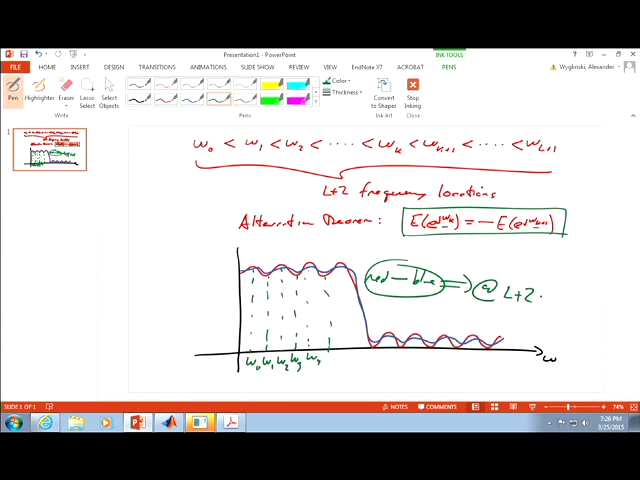 Presentation1 - PowerPoint
INK TOOLS
FILE HOME INSERT DESIGN TRANSITIONS ANIMATIONS SLIDE SHOW REVIEW VIEW EndNote X7 ACROBAT PENS
Wyglinski, Alexander
Pen Highlighter Eraser Lasso Select Select Objects
Color
Thickness
Convert to Shapes
Stop Inking
Write
Pens
Ink Art
1
ω₀ < ω₁ < ω₂ < ····· < ωₖ < ωₖ₊₁ < ····· < ω_L+1
L+2 frequency locations
Alternation Theorem: E(e^jωₖ) = − E(e^jωₖ₊₁)
red — blue ⇒ @ L+2.
ω₀ ω₁ ω₂ ω₃ ω₄
ω
SLIDE 1 OF 1
NOTES COMMENTS 74%
7:26 PM
3/25/2015